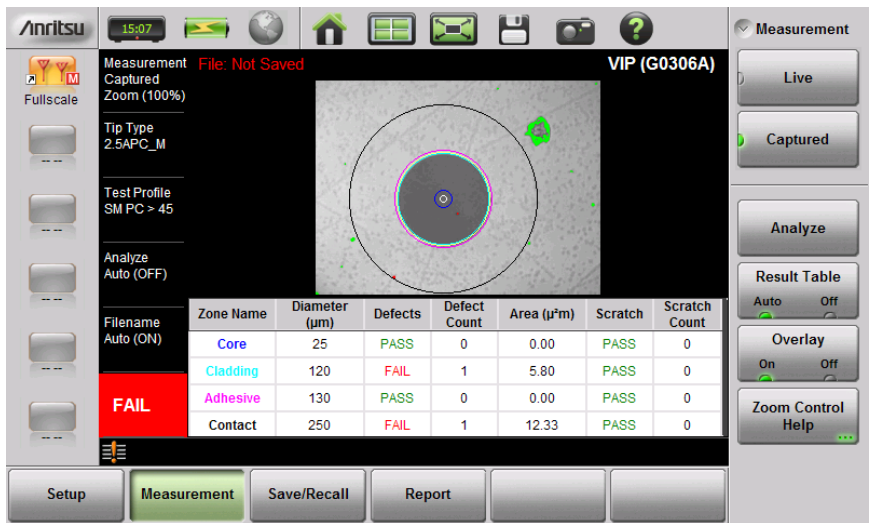 Anritsu
15:07
Measurement
Fullscale
M
-- --
-- --
-- --
-- --
-- --
Measurement
Captured
Zoom (100%)
Tip Type
2.5APC_M
Test Profile
SM PC > 45
Analyze
Auto (OFF)
Filename
Auto (ON)
FAIL
File: Not Saved
VIP (G0306A)
Zone Name Diameter (µm) Defects Defect Count Area (µ²m) Scratch Scratch Count
Core 25 PASS 0 0.00 PASS 0
Cladding 120 FAIL 1 5.80 PASS 0
Adhesive 130 PASS 0 0.00 PASS 0
Contact 250 FAIL 1 12.33 PASS 0
Live
Captured
Analyze
Result Table
Auto Off
Overlay
On Off
Zoom Control
Help
...
Setup Measurement Save/Recall Report